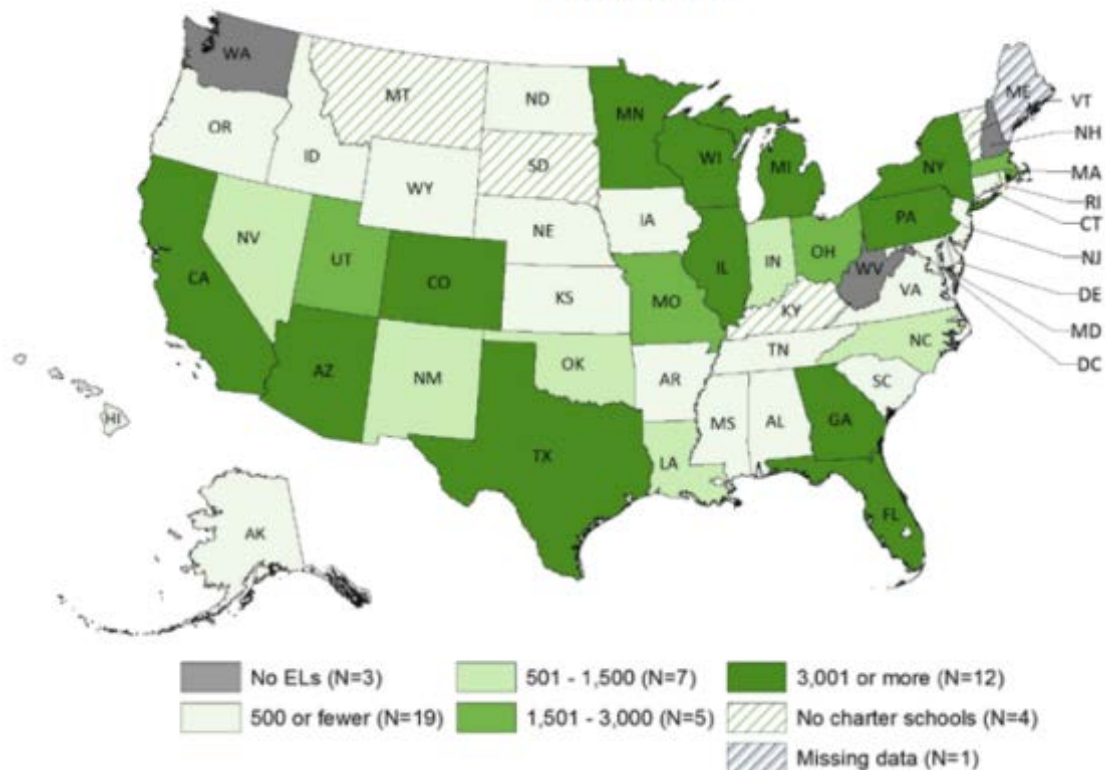 WA
MT
ND
MN
ME
VT
OR
ID
SD
WI
MI
NY
NH
WY
MA
IA
PA
RI
NE
CT
NV
UT
CO
IL
IN
OH
NJ
CA
KS
MO
WV
VA
DE
KY
MD
AZ
NM
OK
AR
TN
NC
DC
SC
HI
MS
AL
GA
TX
LA
FL
AK
No ELs (N=3)
501 - 1,500 (N=7)
3,001 or more (N=12)
500 or fewer (N=19)
1,501 - 3,000 (N=5)
No charter schools (N=4)
Missing data (N=1)